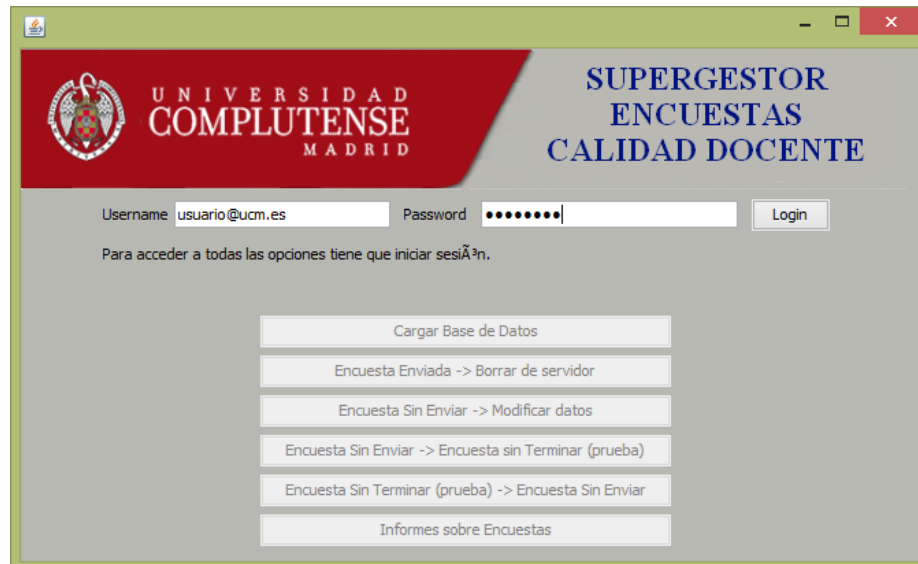 UNIVERSIDAD
COMPLUTENSE
MADRID
SUPERGESTOR
ENCUESTAS
CALIDAD DOCENTE
Username usuario@ucm.es Password ●●●●●●●● Login
Para acceder a todas las opciones tiene que iniciar sesiÃ³n.
Cargar Base de Datos
Encuesta Enviada -> Borrar de servidor
Encuesta Sin Enviar -> Modificar datos
Encuesta Sin Enviar -> Encuesta sin Terminar (prueba)
Encuesta Sin Terminar (prueba) -> Encuesta Sin Enviar
Informes sobre Encuestas